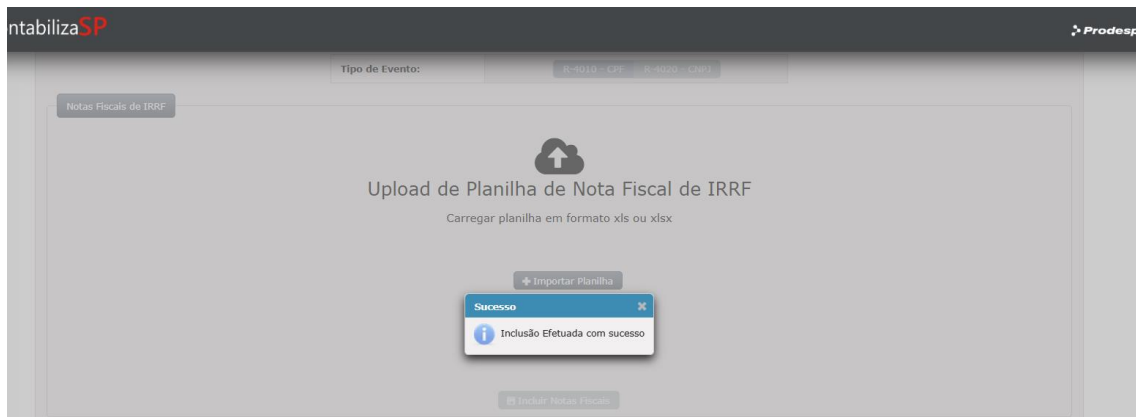 ntabilizaSP
Prodesp
Tipo de Evento:
R-4010 - CPF R-4020 - CNPJ
Notas Fiscais de IRRF
Upload de Planilha de Nota Fiscal de IRRF
Carregar planilha em formato xls ou xlsx
Importar Planilha
Sucesso
Inclusão Efetuada com sucesso
Incluir Notas Fiscais